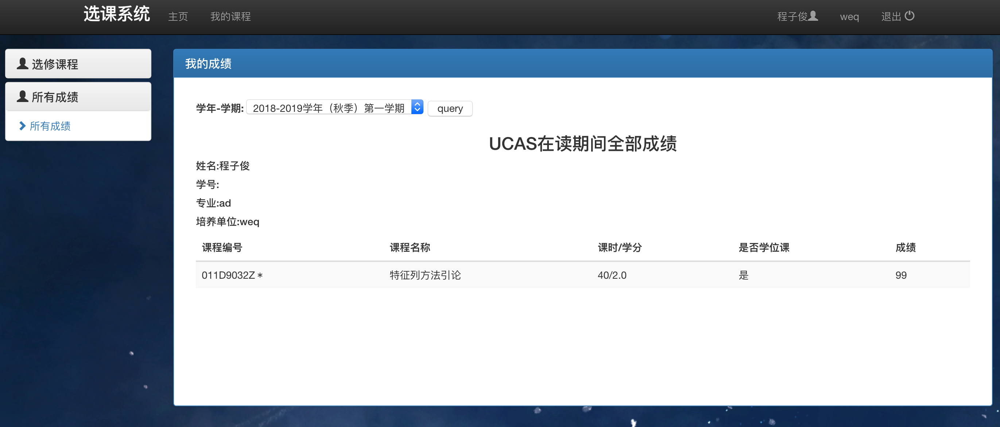 选课系统 主页 我的课程 程子俊 weq 退出
选修课程
所有成绩
所有成绩
我的成绩
学年-学期: 2018-2019学年（秋季）第一学期 query
UCAS在读期间全部成绩
姓名:程子俊
学号:
专业:ad
培养单位:weq
课程编号 课程名称 课时/学分 是否学位课 成绩
011D9032Z＊ 特征列方法引论 40/2.0 是 99